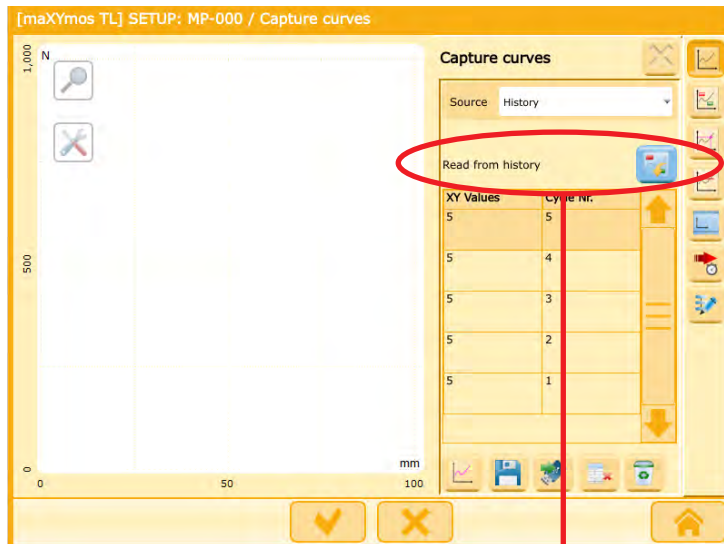 [maXYmos TL] SETUP: MP-000 / Capture curves
1,000
N
500
0
0
50
100
mm
Capture curves
Source History
Read from history
XY Values Cycle Nr.
5 5
5 4
5 3
5 2
5 1